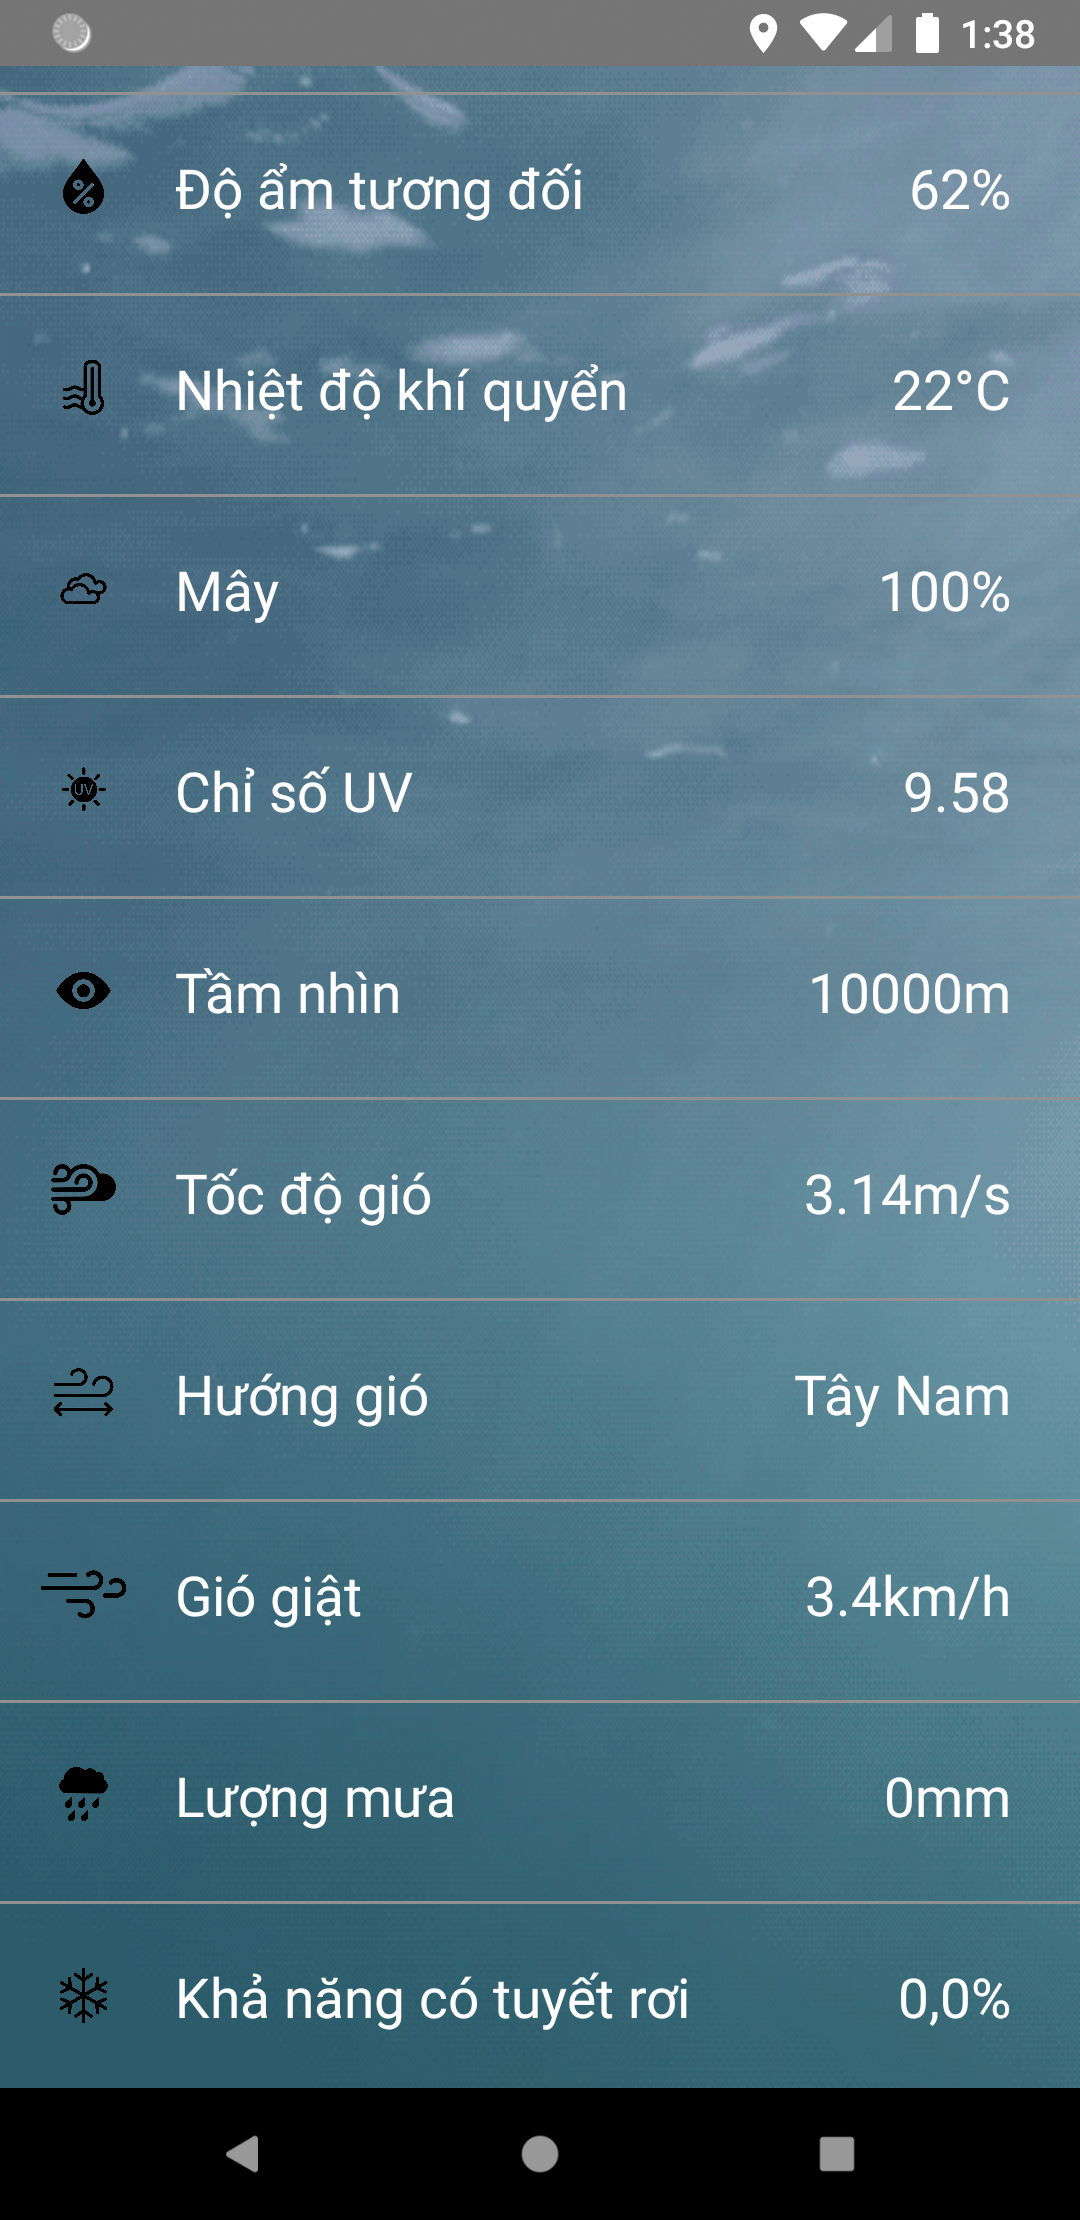 1:38
Độ ẩm tương đối 62%
Nhiệt độ khí quyển 22°C
Mây 100%
Chỉ số UV 9.58
Tầm nhìn 10000m
Tốc độ gió 3.14m/s
Hướng gió Tây Nam
Gió giật 3.4km/h
Lượng mưa 0mm
Khả năng có tuyết rơi 0,0%